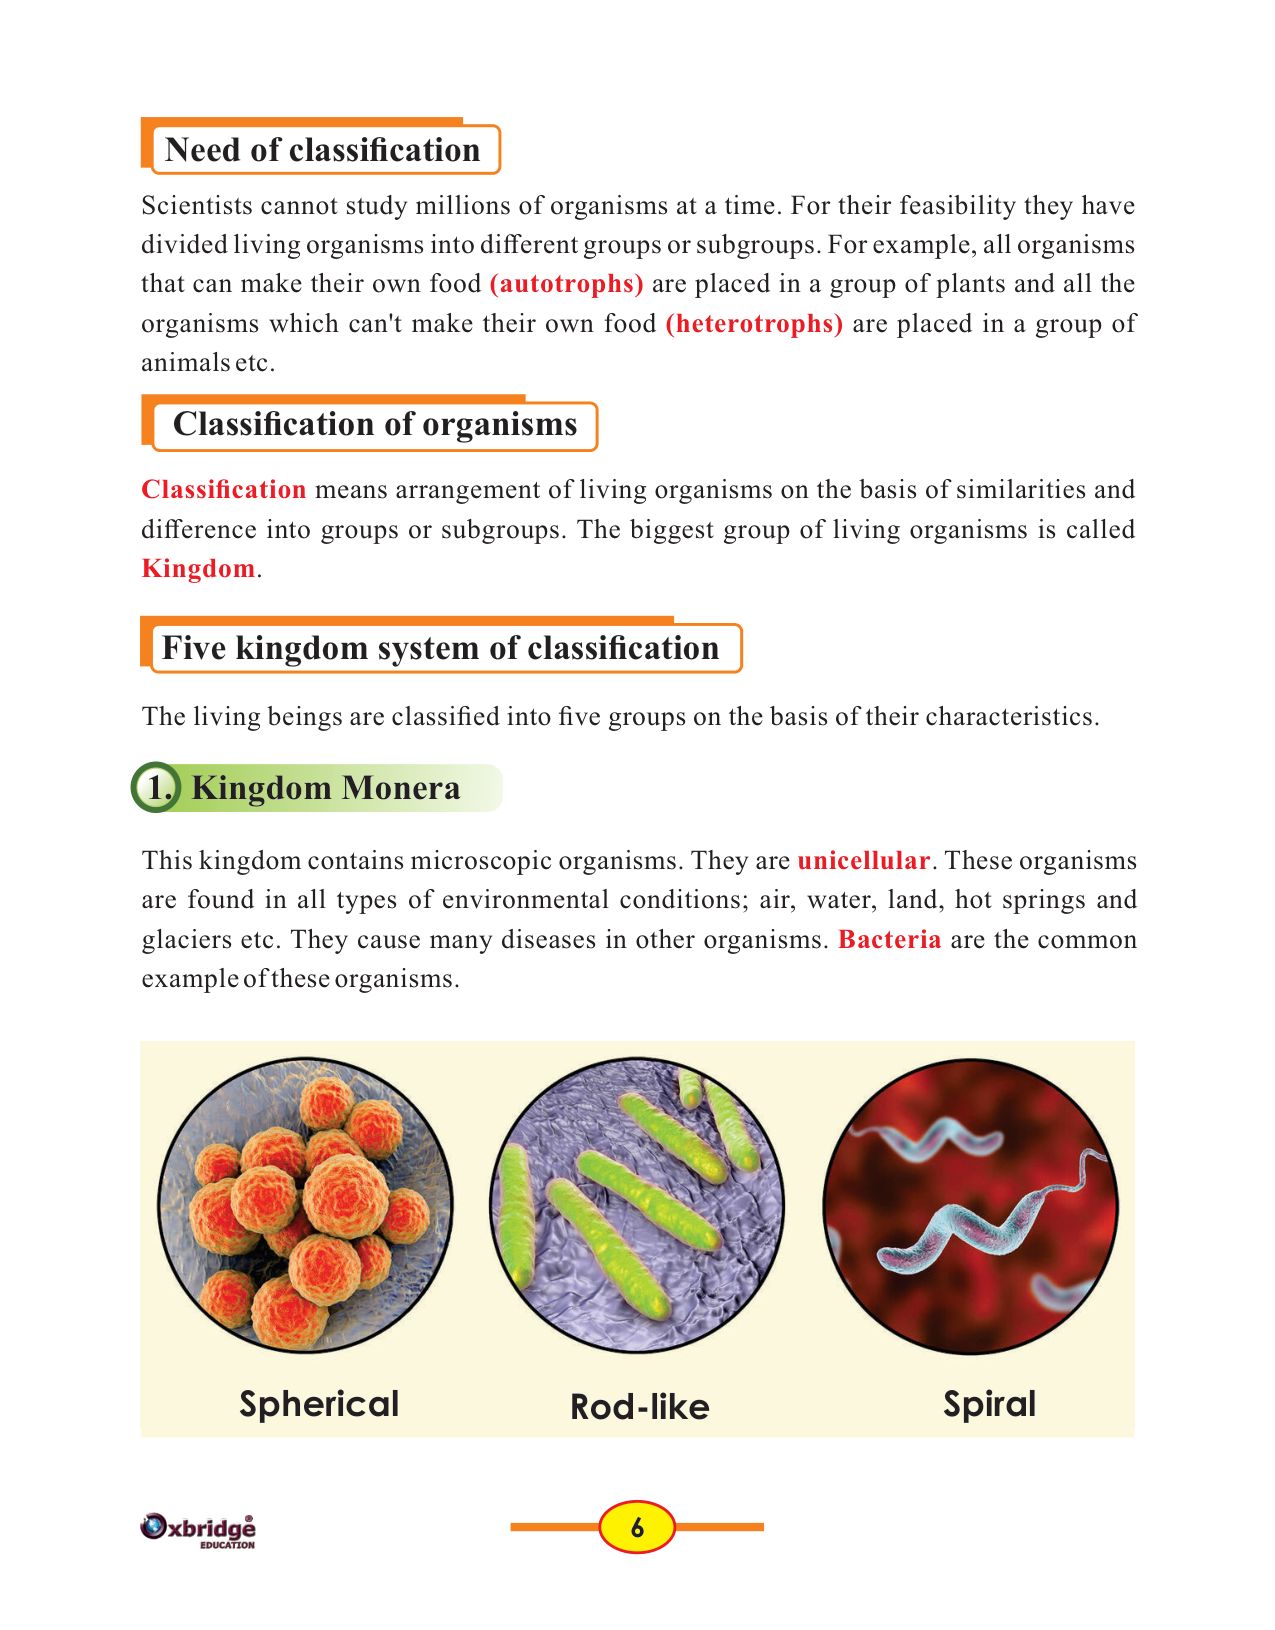 Need of classification
Scientists cannot study millions of organisms at a time. For their feasibility they have
divided living organisms into different groups or subgroups. For example, all organisms
that can make their own food (autotrophs) are placed in a group of plants and all the
organisms which can't make their own food (heterotrophs) are placed in a group of
animals etc.
Classification of organisms
Classification means arrangement of living organisms on the basis of similarities and
difference into groups or subgroups. The biggest group of living organisms is called
Kingdom.
Five kingdom system of classification
The living beings are classified into five groups on the basis of their characteristics.
1. Kingdom Monera
This kingdom contains microscopic organisms. They are unicellular. These organisms
are found in all types of environmental conditions; air, water, land, hot springs and
glaciers etc. They cause many diseases in other organisms. Bacteria are the common
example of these organisms.
Spherical Rod-like Spiral
Oxbridge®
EDUCATION
6